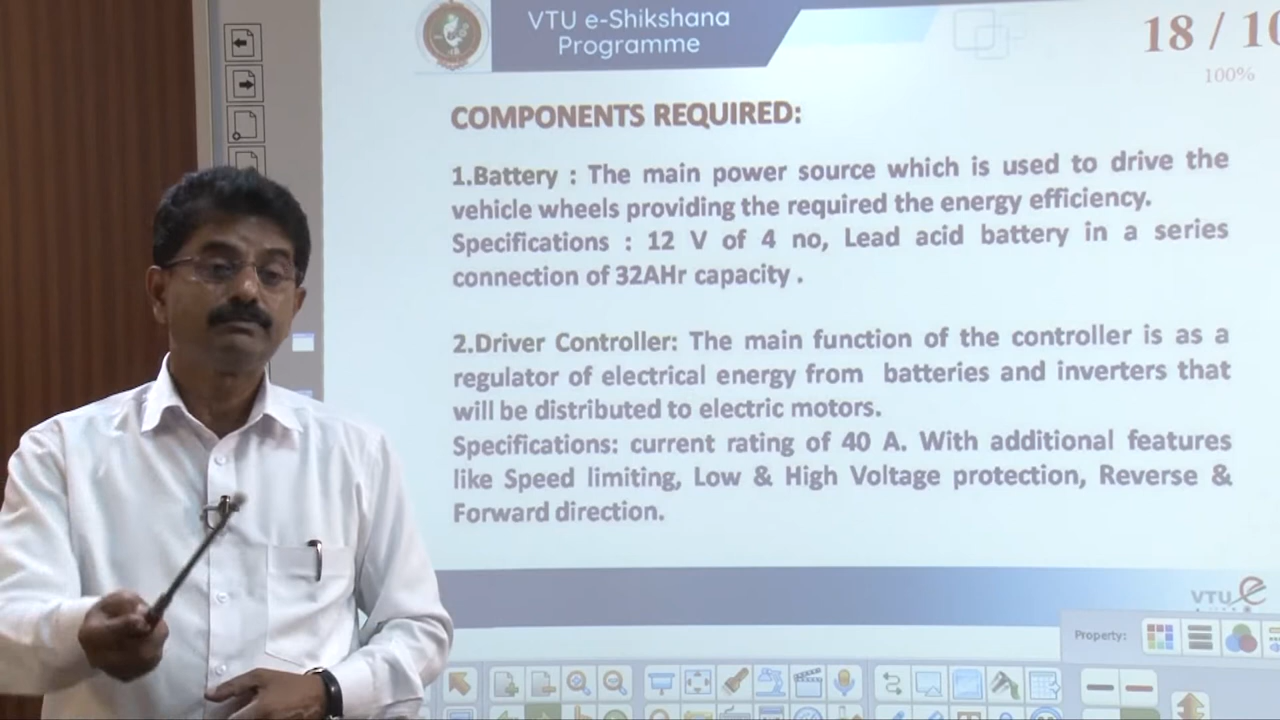 VTU e-Shikshana
Programme
18 / 10
100%
COMPONENTS REQUIRED:
1.Battery : The main power source which is used to drive the
vehicle wheels providing the required the energy efficiency.
Specifications : 12 V of 4 no, Lead acid battery in a series
connection of 32AHr capacity .
2.Driver Controller: The main function of the controller is as a
regulator of electrical energy from batteries and inverters that
will be distributed to electric motors.
Specifications: current rating of 40 A. With additional features
like Speed limiting, Low & High Voltage protection, Reverse &
Forward direction.
VTU e
Property: